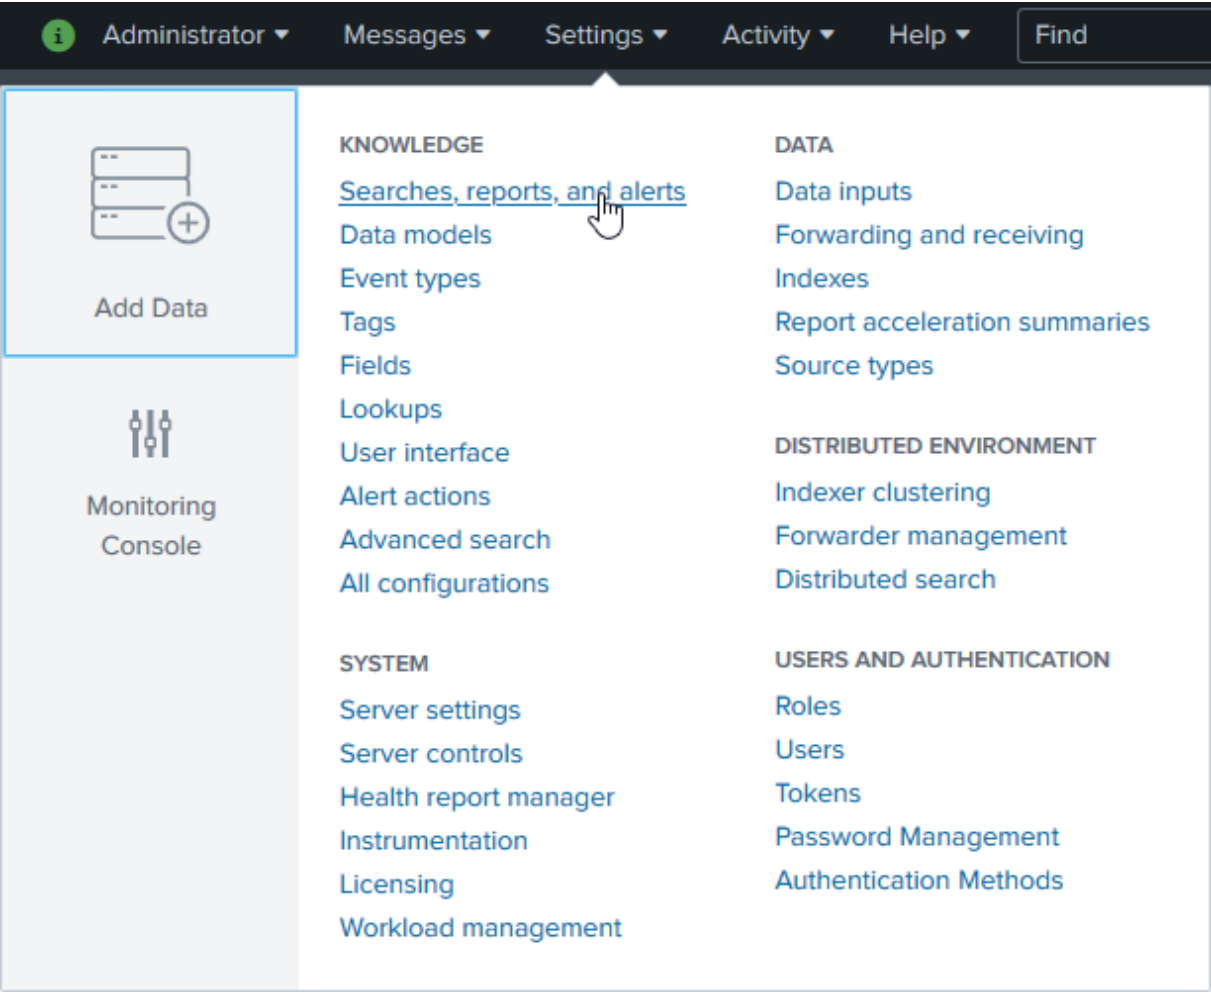 i Administrator Messages Settings Activity Help Find
Add Data
Monitoring
Console
KNOWLEDGE
Searches, reports, and alerts
Data models
Event types
Tags
Fields
Lookups
User interface
Alert actions
Advanced search
All configurations
SYSTEM
Server settings
Server controls
Health report manager
Instrumentation
Licensing
Workload management
DATA
Data inputs
Forwarding and receiving
Indexes
Report acceleration summaries
Source types
DISTRIBUTED ENVIRONMENT
Indexer clustering
Forwarder management
Distributed search
USERS AND AUTHENTICATION
Roles
Users
Tokens
Password Management
Authentication Methods